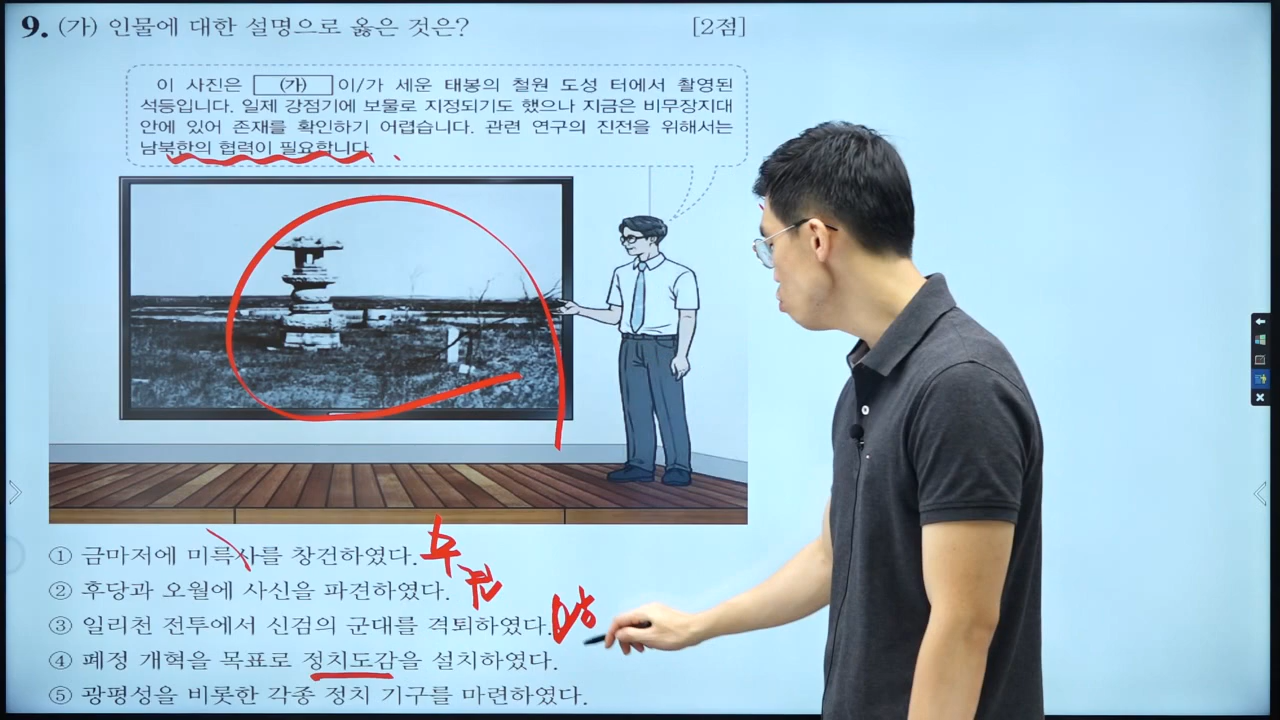 9. (가) 인물에 대한 설명으로 옳은 것은? [2점]
이 사진은 (가) 이/가 세운 태봉의 철원 도성 터에서 촬영된
석등입니다. 일제 강점기에 보물로 지정되기도 했으나 지금은 비무장지대
안에 있어 존재를 확인하기 어렵습니다. 관련 연구의 진전을 위해서는
남북한의 협력이 필요합니다.
① 금마저에 미륵사를 창건하였다. 무
② 후당과 오월에 사신을 파견하였다. 견
③ 일리천 전투에서 신검의 군대를 격퇴하였다.
④ 폐정 개혁을 목표로 정치도감을 설치하였다.
⑤ 광평성을 비롯한 각종 정치 기구를 마련하였다.